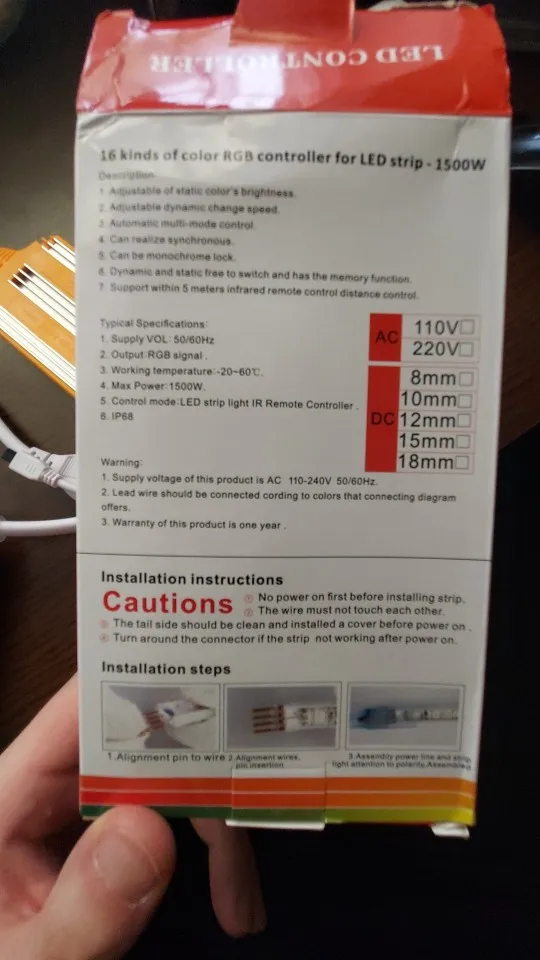 LED CONTROLLER
16 kinds of color RGB controller for LED strip - 1500W
Description
1. Adjustable of static color's brightness.
2. Adjustable dynamic change speed.
3. Automatic multi-mode control.
4. Can realize synchronous.
5. Can be monochrome lock.
6. Dynamic and static free to switch and has the memory function.
7. Support within 5 meters infrared remote control distance control.
Typical Specifications:
1. Supply VOL: 50/60Hz
2. Output: RGB signal .
3. Working temperature:-20~60℃.
4. Max Power:1500W.
5. Control mode:LED strip light IR Remote Controller .
6. IP68
AC
110V□
220V□
DC
8mm□
10mm□
12mm□
15mm□
18mm□
Warning:
1. Supply voltage of this product is AC 110-240V 50/60Hz.
2. Lead wire should be connected cording to colors that connecting diagram
offers.
3. Warranty of this product is one year .
Installation instructions
Cautions
① No power on first before installing strip.
② The wire must not touch each other.
③ The tail side should be clean and installed a cover before power on .
④ Turn around the connector if the strip not working after power on.
Installation steps
1.Alignment pin to wire
2.Alignment wires,
pin insertion
3.Assembly power line and strip
light attention to polarity,Assembled